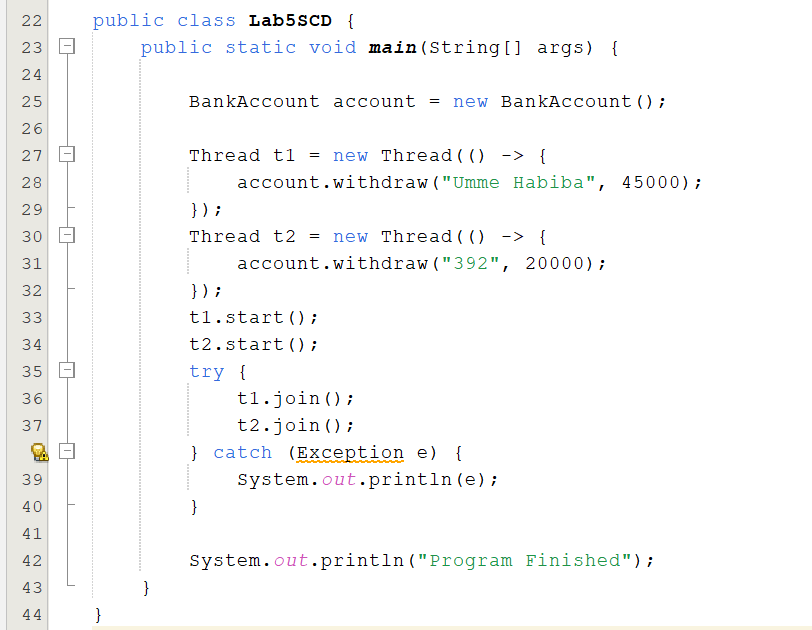 22 public class Lab5SCD {
23 public static void main(String[] args) {
24
25 BankAccount account = new BankAccount();
26
27 Thread t1 = new Thread(() -> {
28 account.withdraw("Umme Habiba", 45000);
29 });
30 Thread t2 = new Thread(() -> {
31 account.withdraw("392", 20000);
32 });
33 t1.start();
34 t2.start();
35 try {
36 t1.join();
37 t2.join();
} catch (Exception e) {
39 System.out.println(e);
40 }
41
42 System.out.println("Program Finished");
43 }
44 }